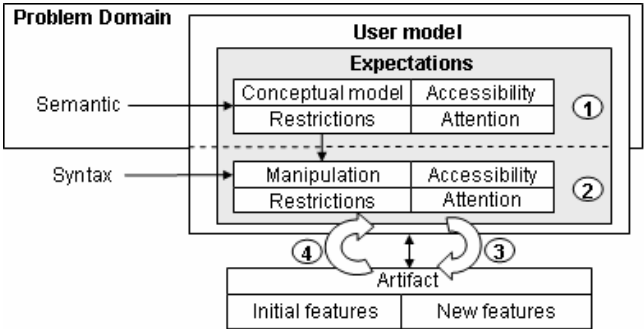 Problem Domain
User model
Expectations
Semantic
Conceptual model Accessibility
Restrictions Attention
1
Syntax
Manipulation Accessibility
Restrictions Attention
2
4
3
Artifact
Initial features New features